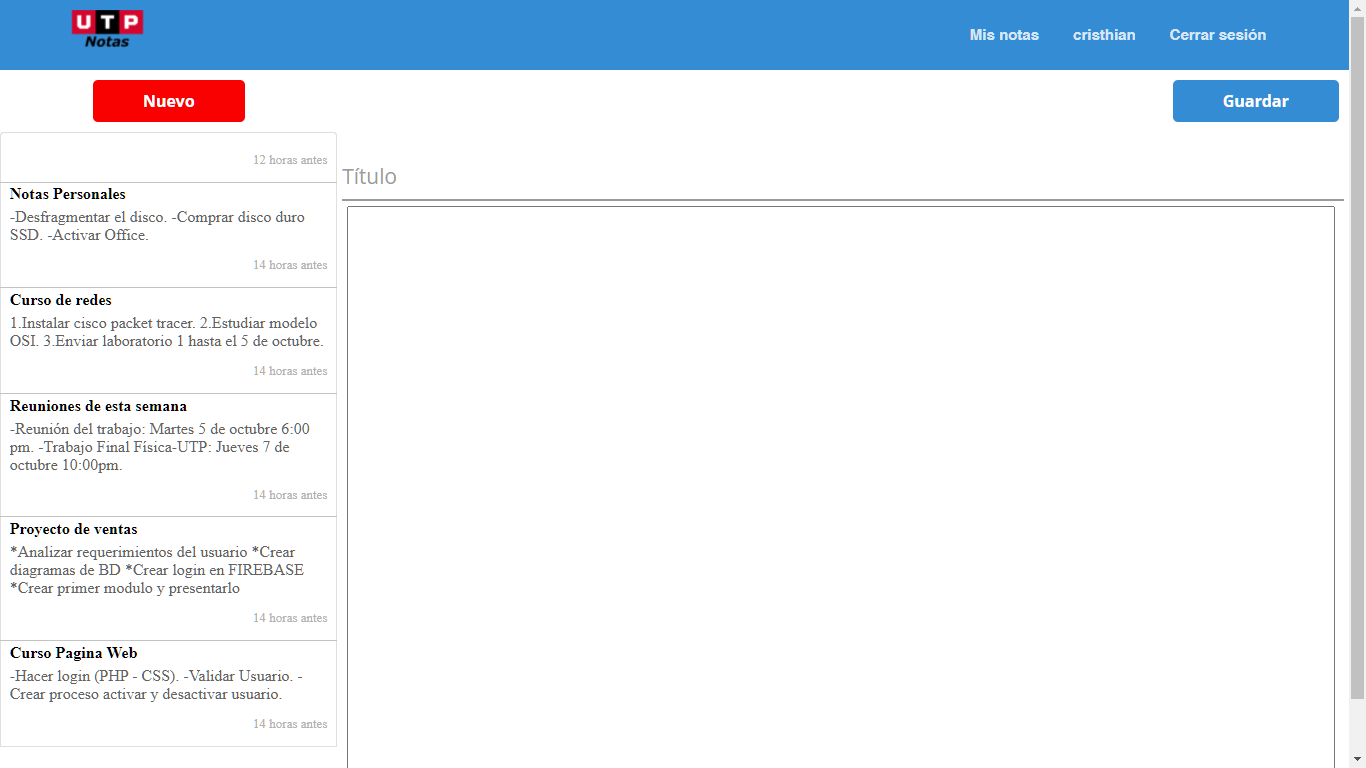 UTP
Notas
Mis notas
cristhian
Cerrar sesión
Nuevo
Guardar
12 horas antes
Notas Personales
-Desfragmentar el disco. -Comprar disco duro
SSD. -Activar Office.
14 horas antes
Curso de redes
1.Instalar cisco packet tracer. 2.Estudiar modelo
OSI. 3.Enviar laboratorio 1 hasta el 5 de octubre.
14 horas antes
Reuniones de esta semana
-Reunión del trabajo: Martes 5 de octubre 6:00
pm. -Trabajo Final Física-UTP: Jueves 7 de
octubre 10:00pm.
14 horas antes
Proyecto de ventas
*Analizar requerimientos del usuario *Crear
diagramas de BD *Crear login en FIREBASE
*Crear primer modulo y presentarlo
14 horas antes
Curso Pagina Web
-Hacer login (PHP - CSS). -Validar Usuario. -
Crear proceso activar y desactivar usuario.
14 horas antes
Título